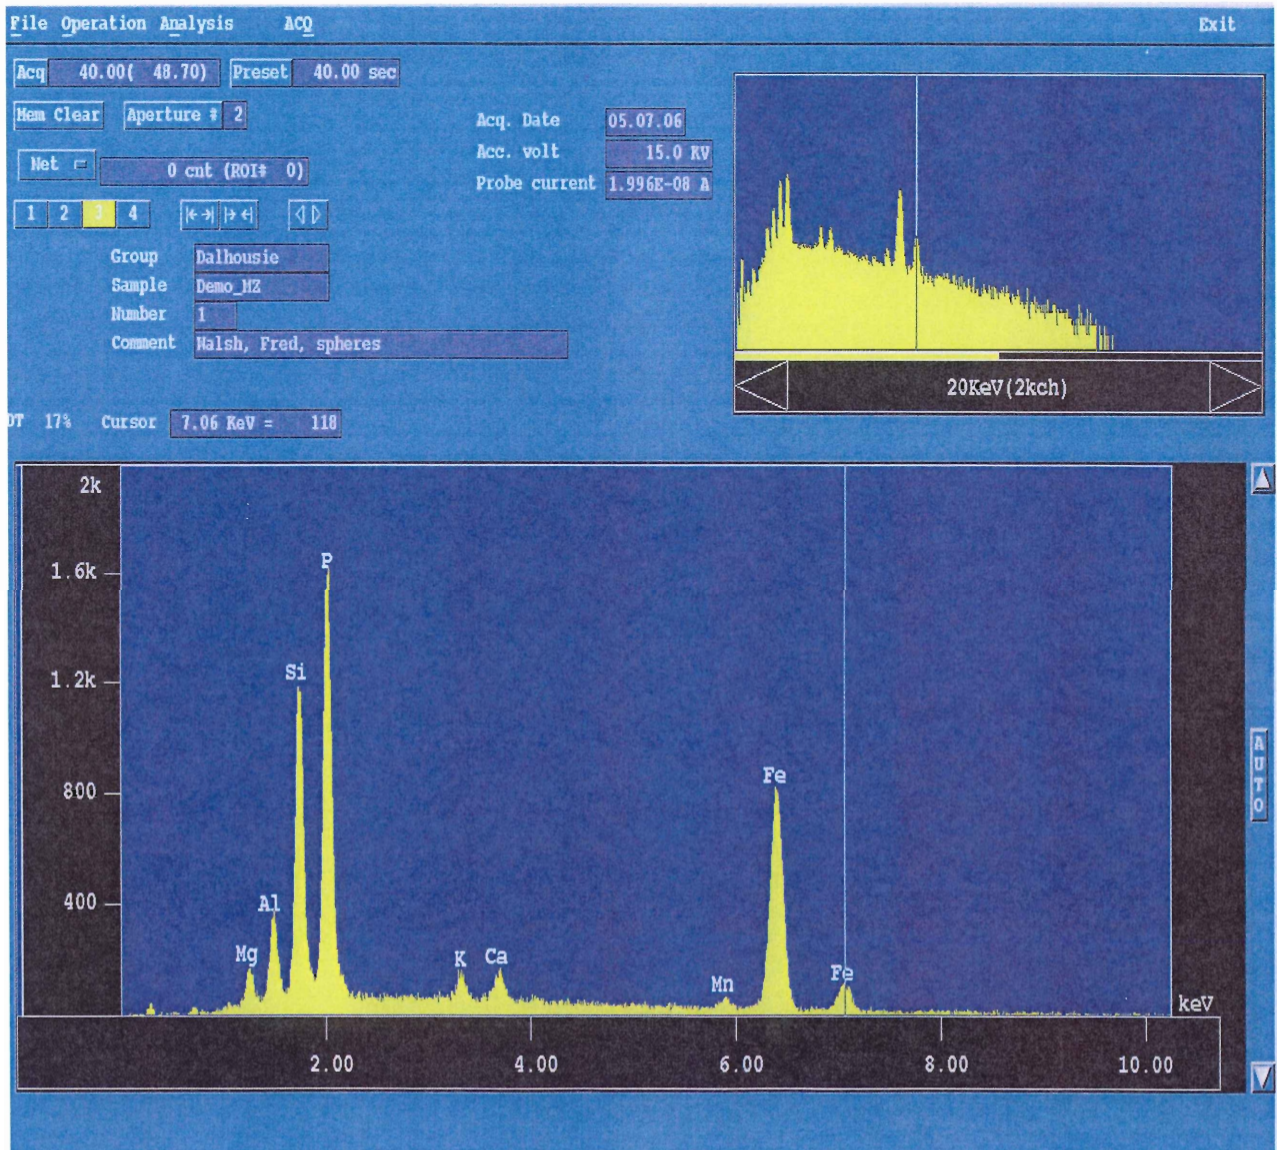 File Operation Analysis ACQ Exit
Acq 40.00( 48.70) Preset 40.00 sec
Mem Clear Aperture # 2
Net 0 cnt (ROI# 0)
1 2 3 4
Acq. Date 05.07.06
Acc. volt 15.0 KV
Probe current 1.996E-08 A
Group Dalhousie
Sample Demo_MZ
Number 1
Comment Walsh, Fred, spheres
20KeV(2kch)
DT 17% Cursor 7.06 KeV = 118
2k
1.6k
1.2k
800
400
P
Si
Fe
Al
Mg
K
Ca
Mn
Fe
keV
2.00 4.00 6.00 8.00 10.00
AUTO